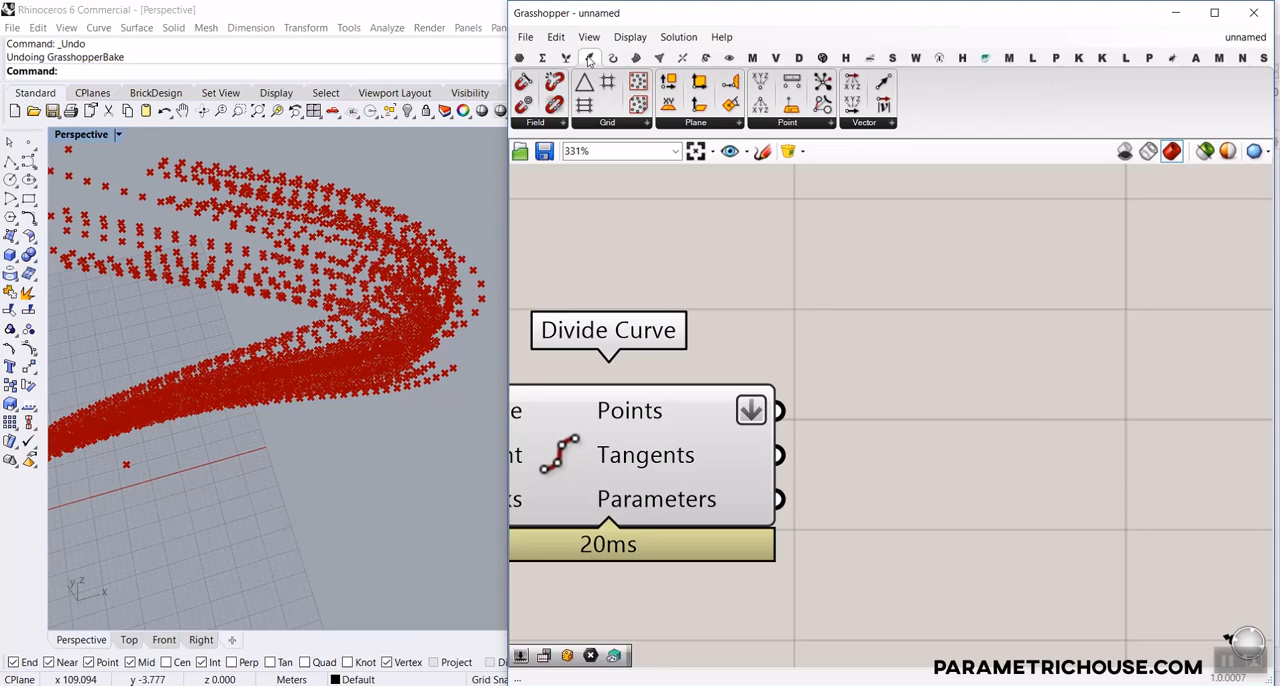 Rhinoceros 6 Commercial - [Perspective]
File Edit View Curve Surface Solid Mesh Dimension Transform Tools Analyze Render Panels Pan
Command: _Undo
Undoing GrasshopperBake
Command:
Standard CPlanes BrickDesign Set View Display Select Viewport Layout Visibility
Perspective
y z x
Perspective Top Front Right
End Near Point Mid Cen Int Perp Tan Quad Knot Vertex Project
CPlane x 109.094 y -3.777 z 0.000 Meters Default Grid Snap
Grasshopper - unnamed
File Edit View Display Solution Help unnamed
M V D H S H M L P K K L P A M N S
Field Grid Plane Point Vector
331%
Divide Curve
e Points
nt Tangents
ks Parameters
20ms
PARAMETRICHOUSE.COM
... 1.0.0007